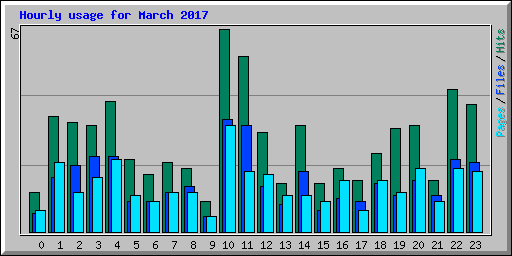 Hourly usage for March 2017
67
Pages/Files/Hits
0 1 2 3 4 5 6 7 8 9 10 11 12 13 14 15 16 17 18 19 20 21 22 23